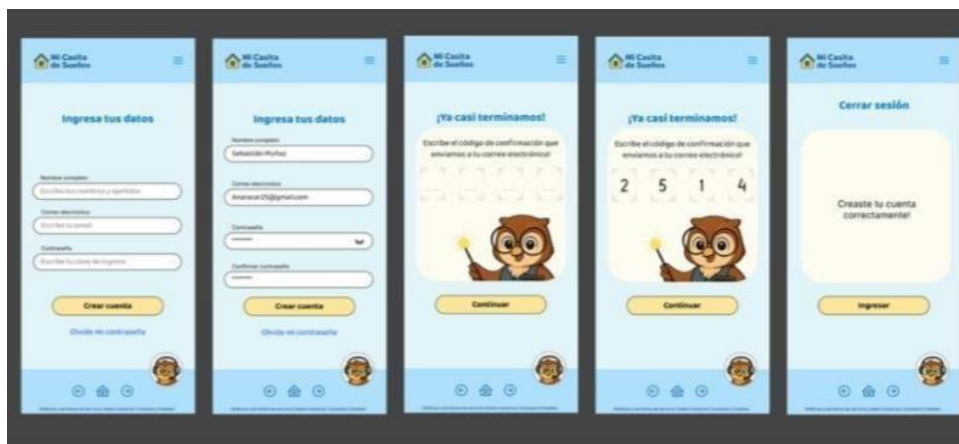 Mi Casita
de Sueños
Ingresa tus datos
Nombre completo
Escribe tus nombres y apellidos
Correo electrónico
Escribe tu email
Contraseña
Escribe tu clave de ingreso
Crear cuenta
Olvide mi contraseña
Mi Casita
de Sueños
Ingresa tus datos
Nombre completo
Sebastián Muñoz
Correo electrónico
Contraseña
Confirmar contraseña
Crear cuenta
Olvide mi contraseña
Mi Casita
de Sueños
¡Ya casi terminamos!
Escribe el código de confirmación que
enviamos a tu correo electrónico!
Continuar
Mi Casita
de Sueños
¡Ya casi terminamos!
Escribe el código de confirmación que
enviamos a tu correo electrónico!
2 5 1 4
Continuar
Mi Casita
de Sueños
Cerrar sesión
Creaste tu cuenta
correctamente!
Ingresar